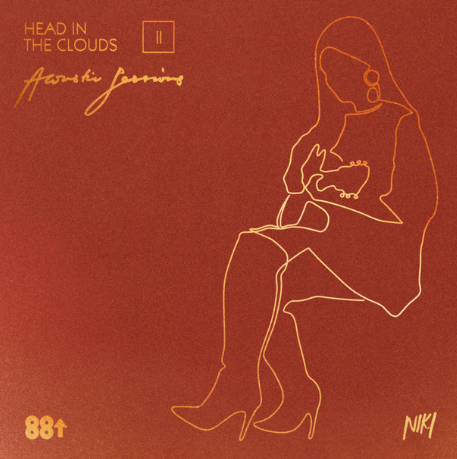 HEAD IN
THE CLOUDS
II
Acoustic Sessions
88↑
NIKI